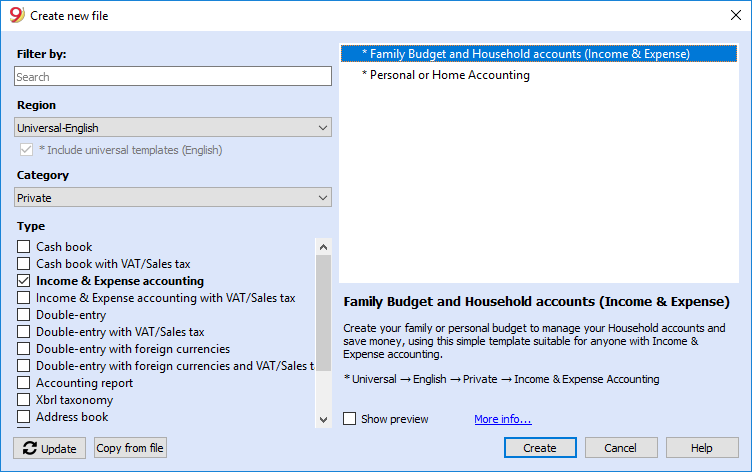 9 Create new file
Filter by:
Search
Region
Universal-English
* Include universal templates (English)
Category
Private
Type
Cash book
Cash book with VAT/Sales tax
Income & Expense accounting
Income & Expense accounting with VAT/Sales tax
Double-entry
Double-entry with VAT/Sales tax
Double-entry with foreign currencies
Double-entry with foreign currencies and VAT/Sales t
Accounting report
Xbrl taxonomy
Address book
Update
Copy from file
* Family Budget and Household accounts (Income & Expense)
* Personal or Home Accounting
Family Budget and Household accounts (Income & Expense)
Create your family or personal budget to manage your Household accounts and
save money, using this simple template suitable for anyone with Income &
Expense accounting.
* Universal → English → Private → Income & Expense Accounting
Show preview
More info...
Create
Cancel
Help